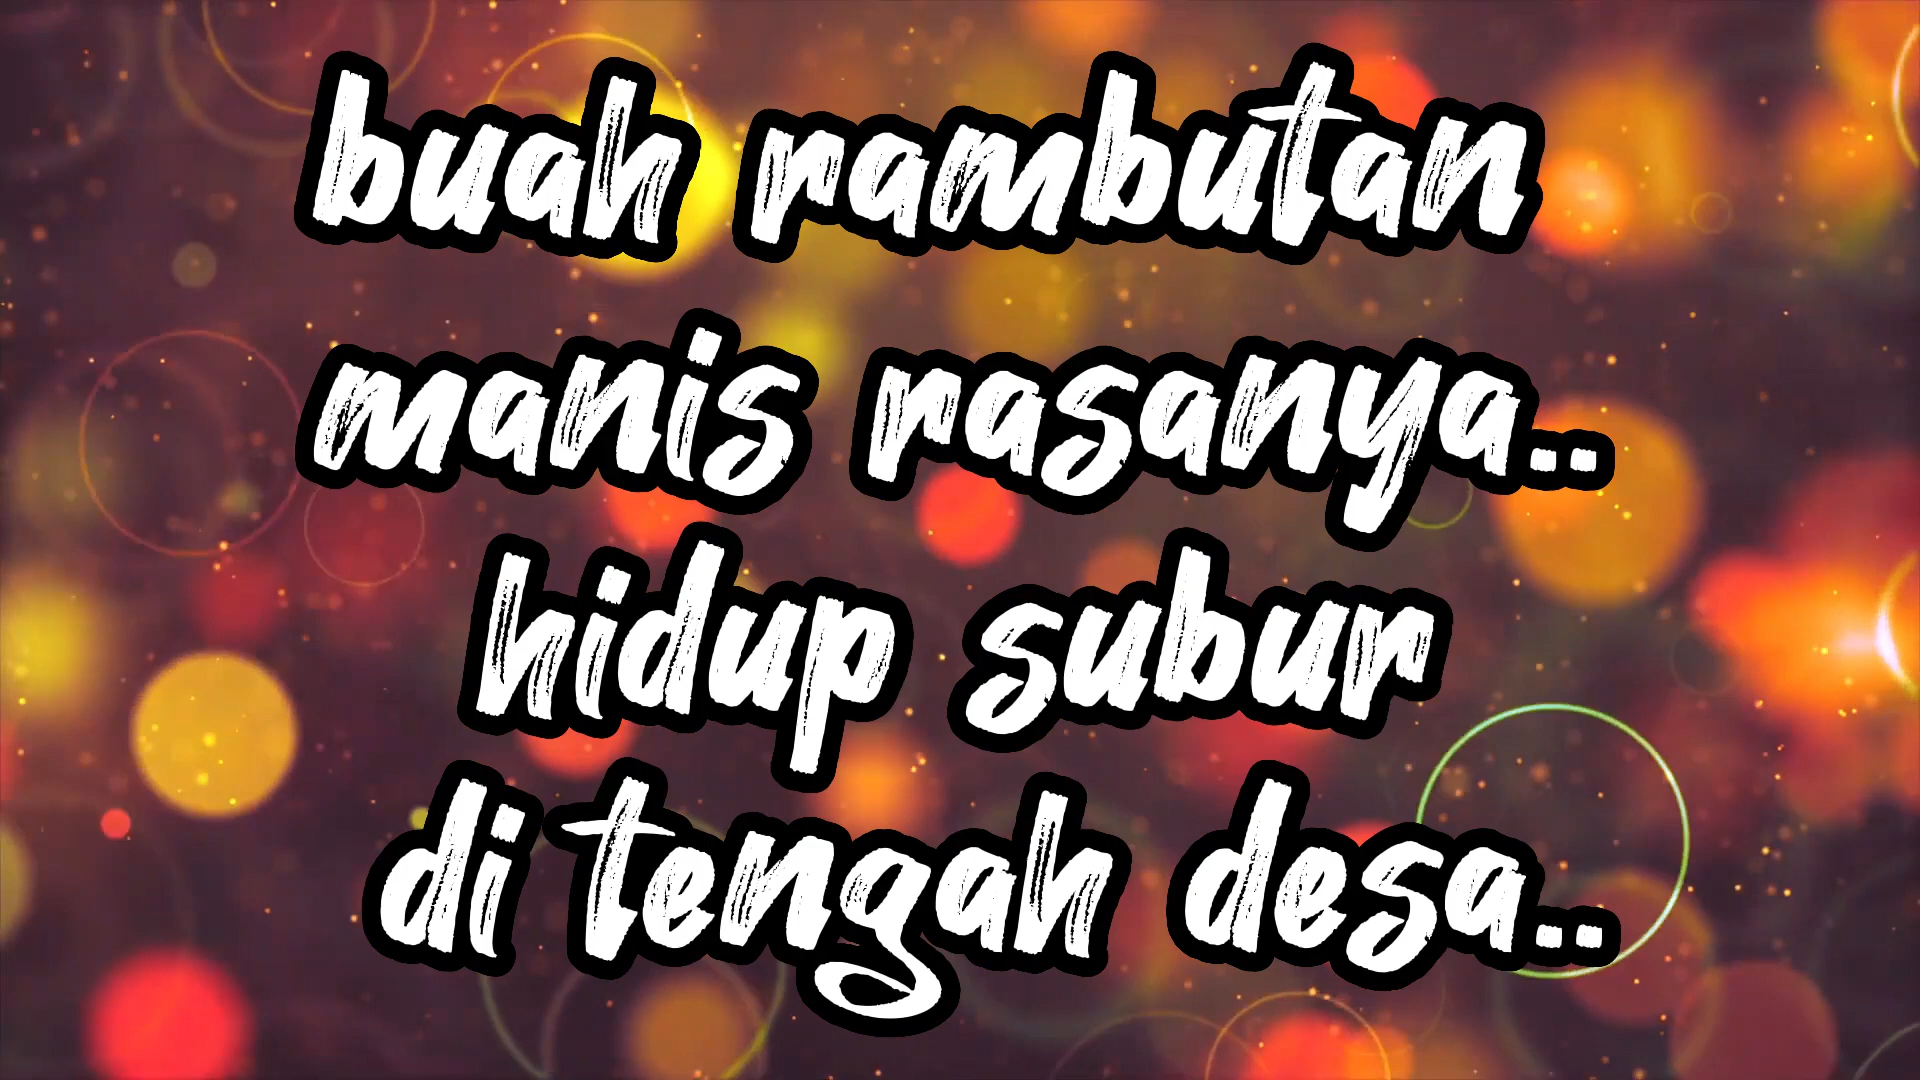 buah rambutan
manis rasanya..
hidup subur
di tengah desa..